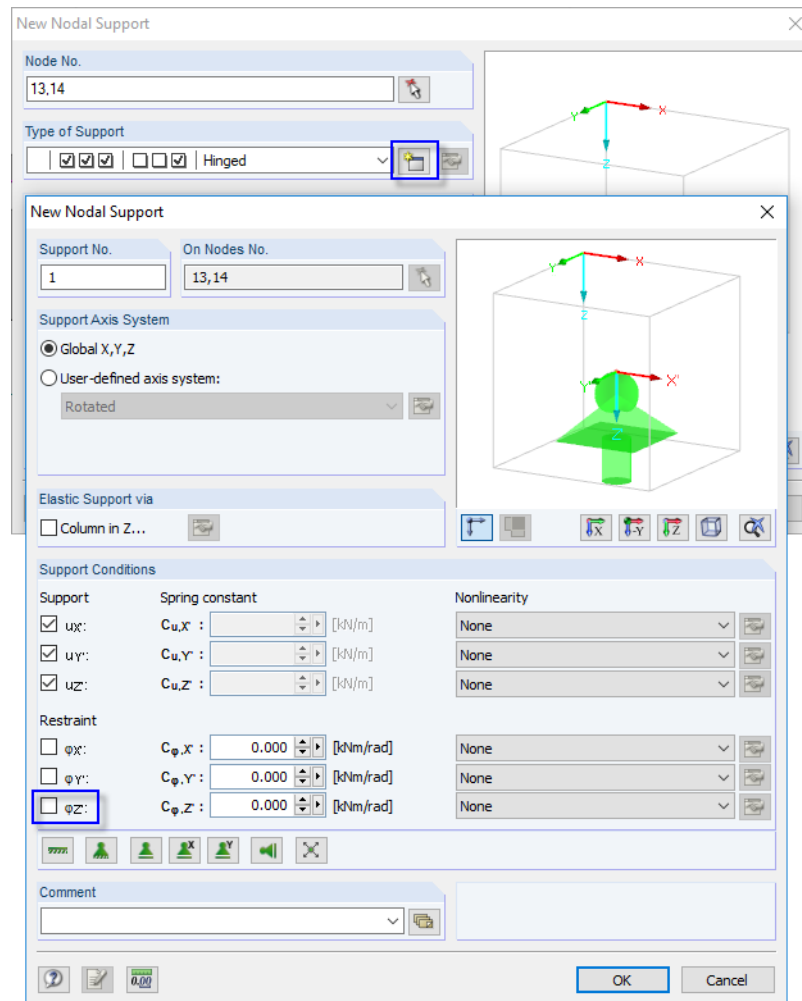 New Nodal Support
Node No.
13,14
Type of Support
Hinged
X
Y
Z
New Nodal Support
Support No.
On Nodes No.
1
13,14
Support Axis System
Global X,Y,Z
User-defined axis system:
Rotated
Y
X
Z
Y'
X'
Z
Elastic Support via
Column in Z...
X
-Y
Z
Support Conditions
Support
Spring constant
Nonlinearity
uX': Cu,X' : [kN/m] None
uY': Cu,Y' : [kN/m] None
uZ': Cu,Z' : [kN/m] None
Restraint
φX': Cφ,X' : 0.000 [kNm/rad] None
φY': Cφ,Y' : 0.000 [kNm/rad] None
φZ': Cφ,Z' : 0.000 [kNm/rad] None
X
Y
Comment
0.00
OK
Cancel